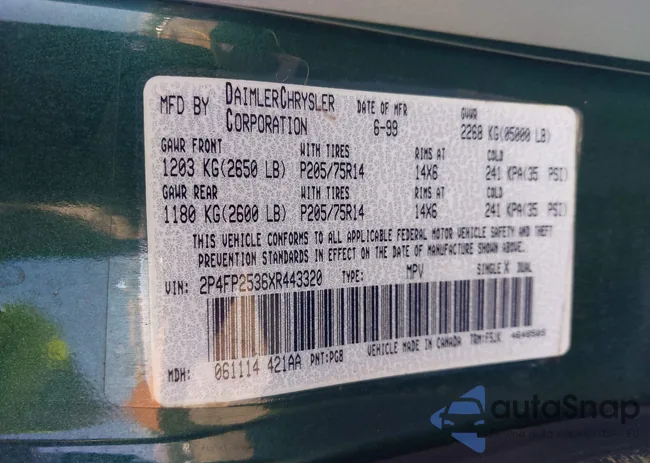 MFD BY DAIMLERCHRYSLER CORPORATION DATE OF MFR 6-99 GVWR 2268 KG(05000 LB)
GAWR FRONT WITH TIRES RIMS AT COLD
1203 KG(2650 LB) P205/75R14 14X6 241 KPA(35 PSI)
GAWR REAR WITH TIRES RIMS AT COLD
1180 KG(2600 LB) P205/75R14 14X6 241 KPA(35 PSI)
THIS VEHICLE CONFORMS TO ALL APPLICABLE FEDERAL MOTOR VEHICLE SAFETY AND THEFT
PREVENTION STANDARDS IN EFFECT ON THE DATE OF MANUFACTURE SHOWN ABOVE.
VIN: 2P4FP2536XR443320 TYPE: MPV SINGLE X DUAL
MDH: 061114 421AA PNT:PG8 VEHICLE MADE IN CANADA TRM:F5JK 4648503
autoSnap